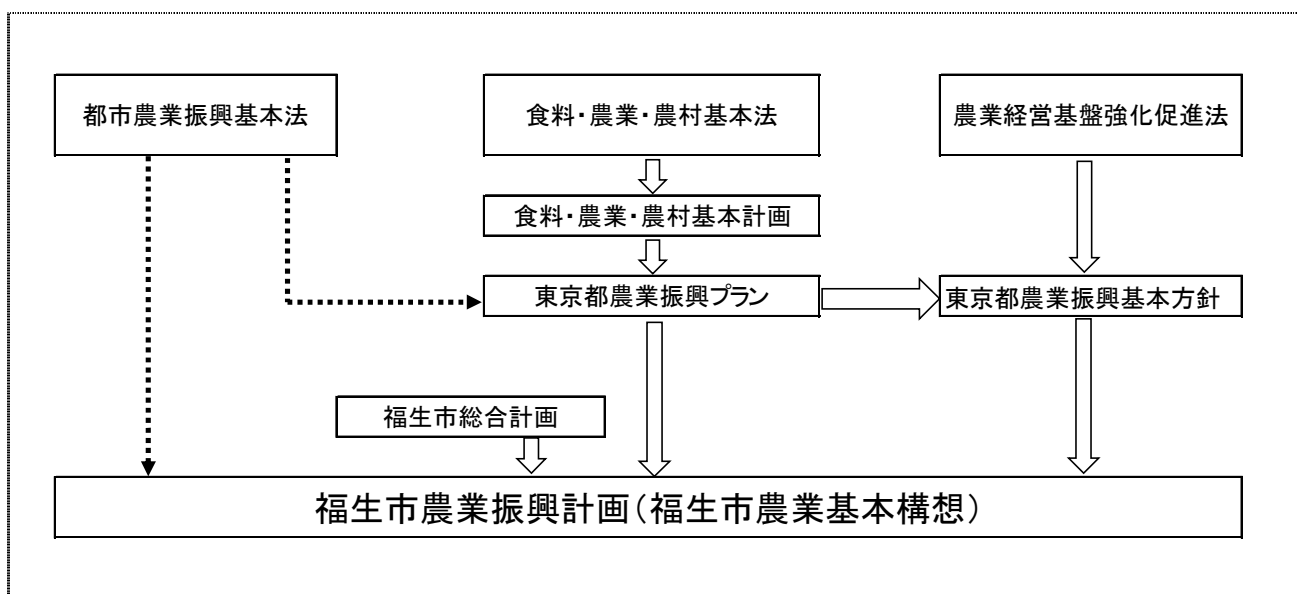 都市農業振興基本法
食料・農業・農村基本法
農業経営基盤強化促進法
食料・農業・農村基本計画
東京都農業振興プラン
東京都農業振興基本方針
福生市総合計画
福生市農業振興計画(福生市農業基本構想)